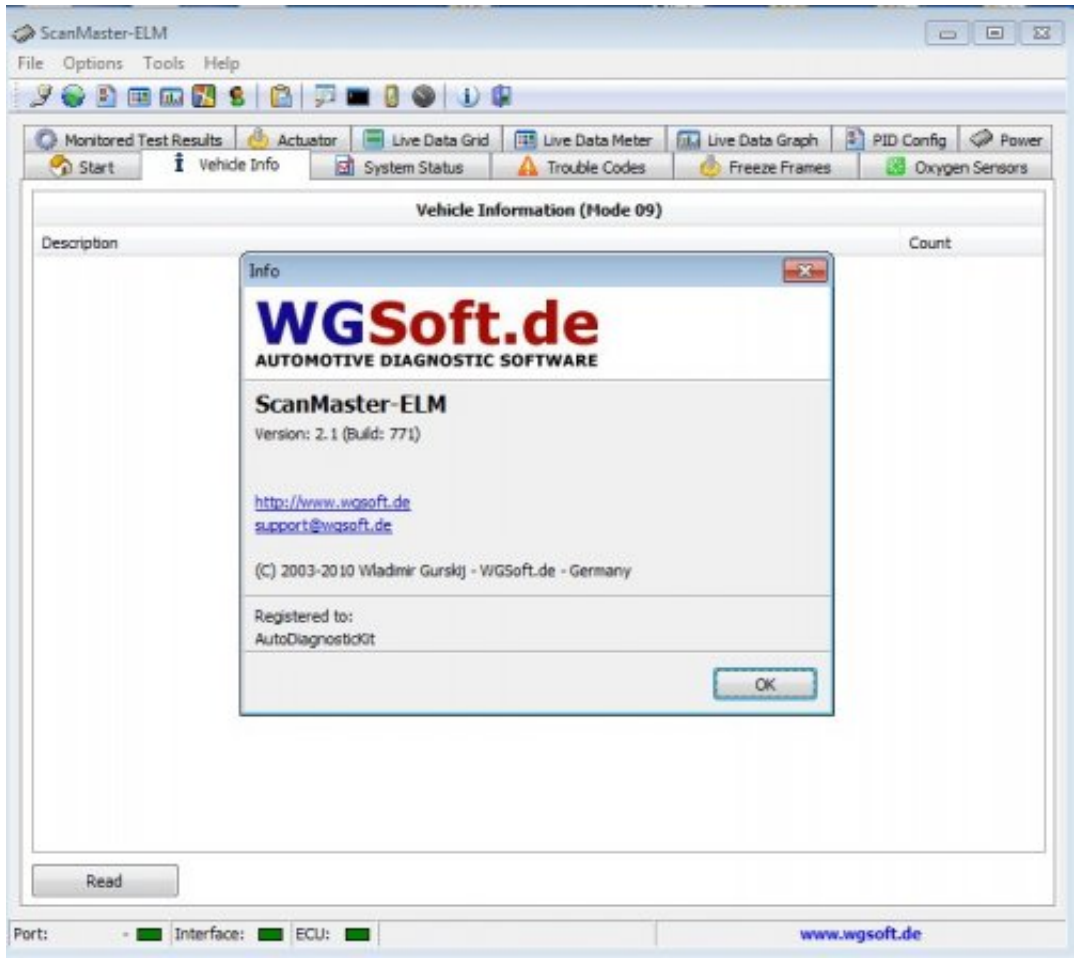 ScanMaster-ELM
File Options Tools Help
Monitored Test Results Actuator Live Data Grid Live Data Meter Live Data Graph PID Config Power
Start Vehicle Info System Status Trouble Codes Freeze Frames Oxygen Sensors
Vehicle Information (Mode 09)
Description Count
Info
WGSoft.de
AUTOMOTIVE DIAGNOSTIC SOFTWARE
ScanMaster-ELM
Version: 2.1 (Build: 771)
http://www.wgsoft.de
support@wgsoft.de
(C) 2003-2010 Wladimir Gurskij - WGSoft.de - Germany
Registered to:
AutoDiagnosticKit
OK
Read
Port: - Interface: ECU: www.wgsoft.de